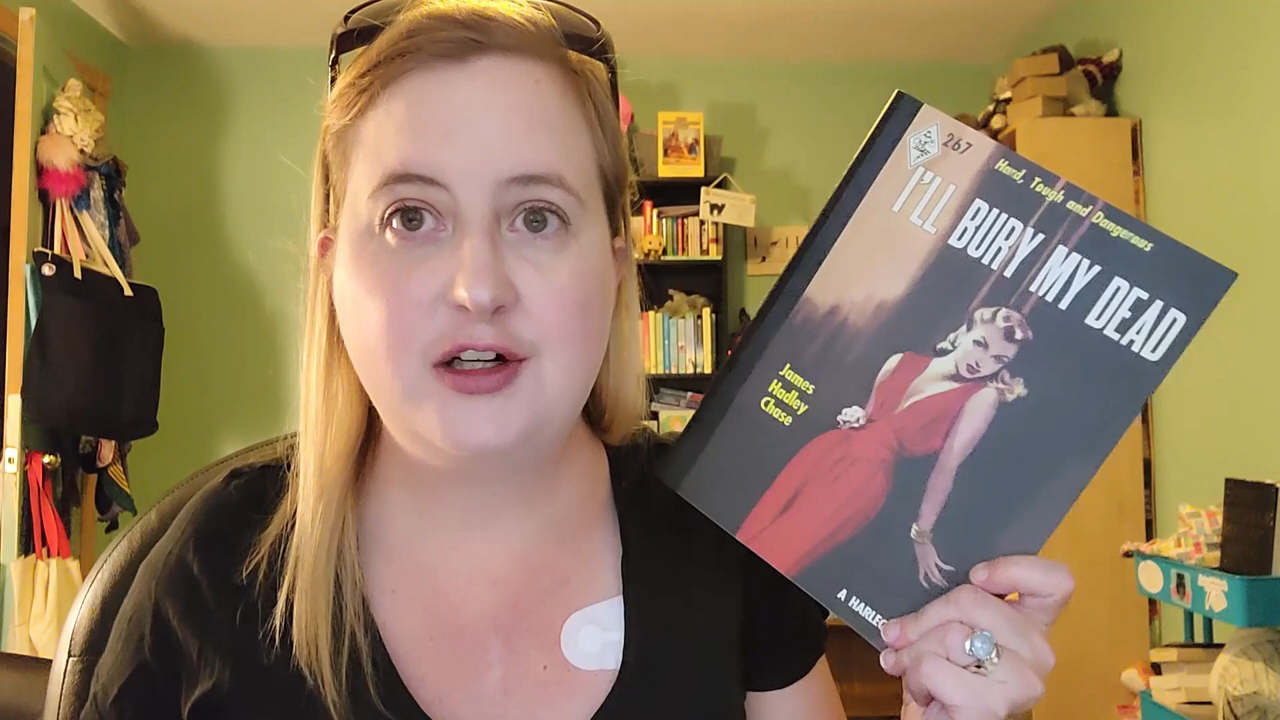 267
Hard, Tough and Dangerous
I'LL BURY MY DEAD
James
Hadley
Chase
A HARLEQ